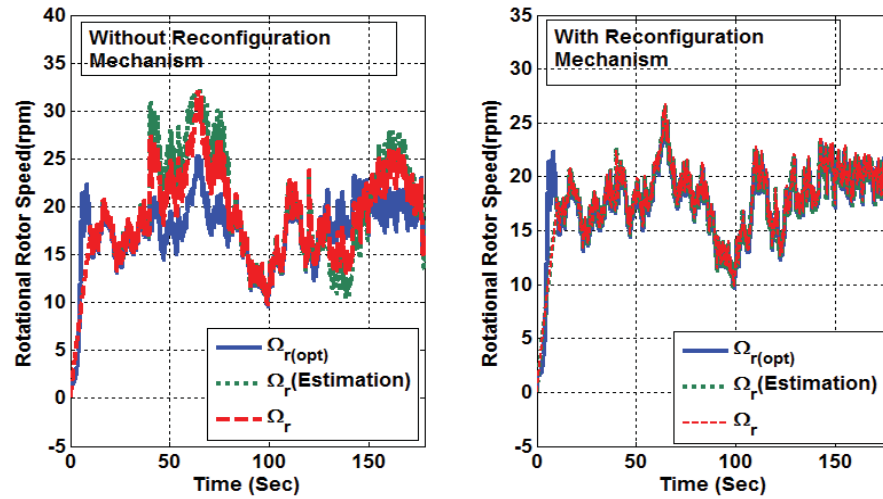 Without Reconfiguration
Mechanism
Rotational Rotor Speed(rpm)
40
35
30
25
20
15
10
5
0
-5
0
50
100
150
Time (Sec)
Ωr(opt)
Ωr(Estimation)
Ωr
With Reconfiguration
Mechanism
Rotational Rotor Speed(rpm)
35
30
25
20
15
10
5
0
-5
0
50
100
150
Time (Sec)
Ωr(opt)
Ωr(Estimation)
Ωr